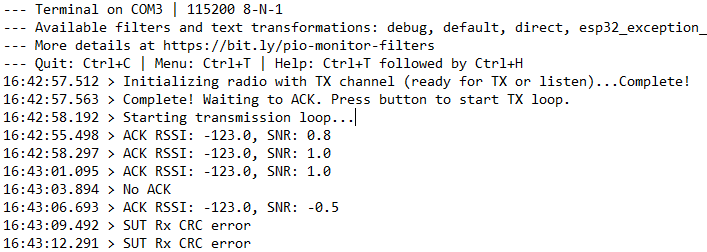 --- Terminal on COM3 | 115200 8-N-1
--- Available filters and text transformations: debug, default, direct, esp32_exception_
--- More details at https://bit.ly/pio-monitor-filters
--- Quit: Ctrl+C | Menu: Ctrl+T | Help: Ctrl+T followed by Ctrl+H
16:42:57.512 > Initializing radio with TX channel (ready for TX or listen)...Complete!
16:42:57.563 > Complete! Waiting to ACK. Press button to start TX loop.
16:42:58.192 > Starting transmission loop...
16:42:55.498 > ACK RSSI: -123.0, SNR: 0.8
16:42:58.297 > ACK RSSI: -123.0, SNR: 1.0
16:43:01.095 > ACK RSSI: -123.0, SNR: 1.0
16:43:03.894 > No ACK
16:43:06.693 > ACK RSSI: -123.0, SNR: -0.5
16:43:09.492 > SUT Rx CRC error
16:43:12.291 > SUT Rx CRC error